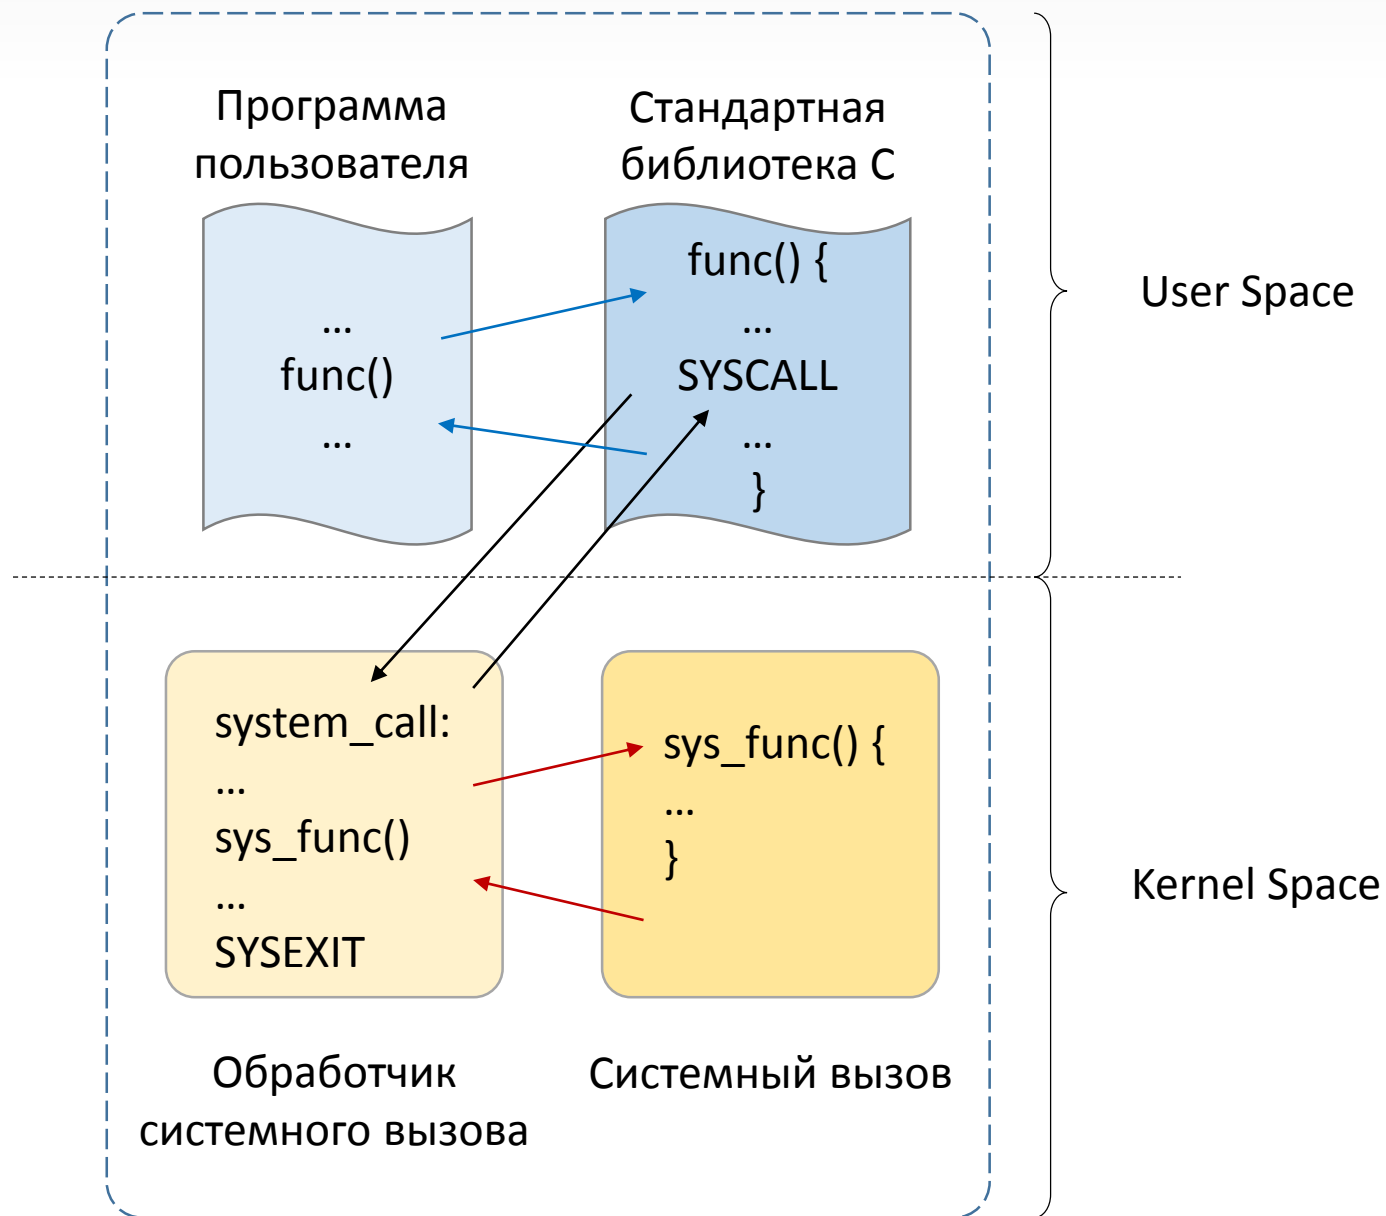 Программа
пользователя
Стандартная
библиотека С
...
func()
...
func() {
...
SYSCALL
...
}
User Space
system_call:
...
sys_func()
...
SYSEXIT
sys_func() {
...
}
Kernel Space
Обработчик
системного вызова
Системный вызов